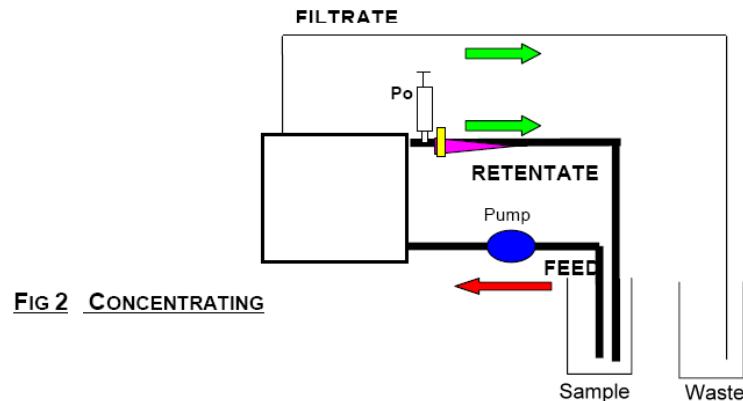 FILTRATE
Po
RETENTATE
Pump
FEED
FIG 2 CONCENTRATING
Sample
Waste